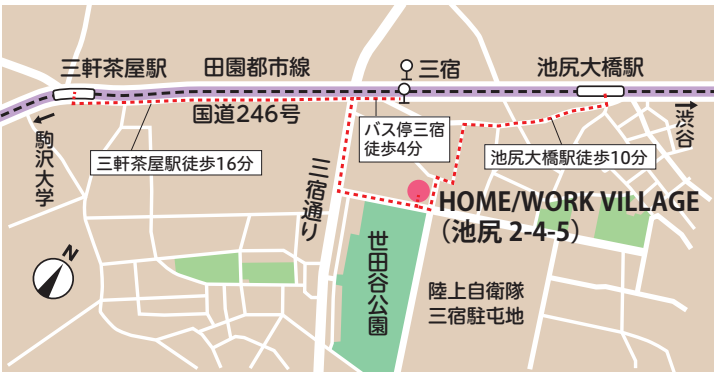 三軒茶屋駅
田園都市線
三宿
池尻大橋駅
国道246号
渋谷
駒沢大学
三軒茶屋駅徒歩16分
バス停三宿
徒歩4分
池尻大橋駅徒歩10分
三宿通り
HOME/WORK VILLAGE
(池尻 2-4-5)
世田谷公園
陸上自衛隊
三宿駐屯地
N